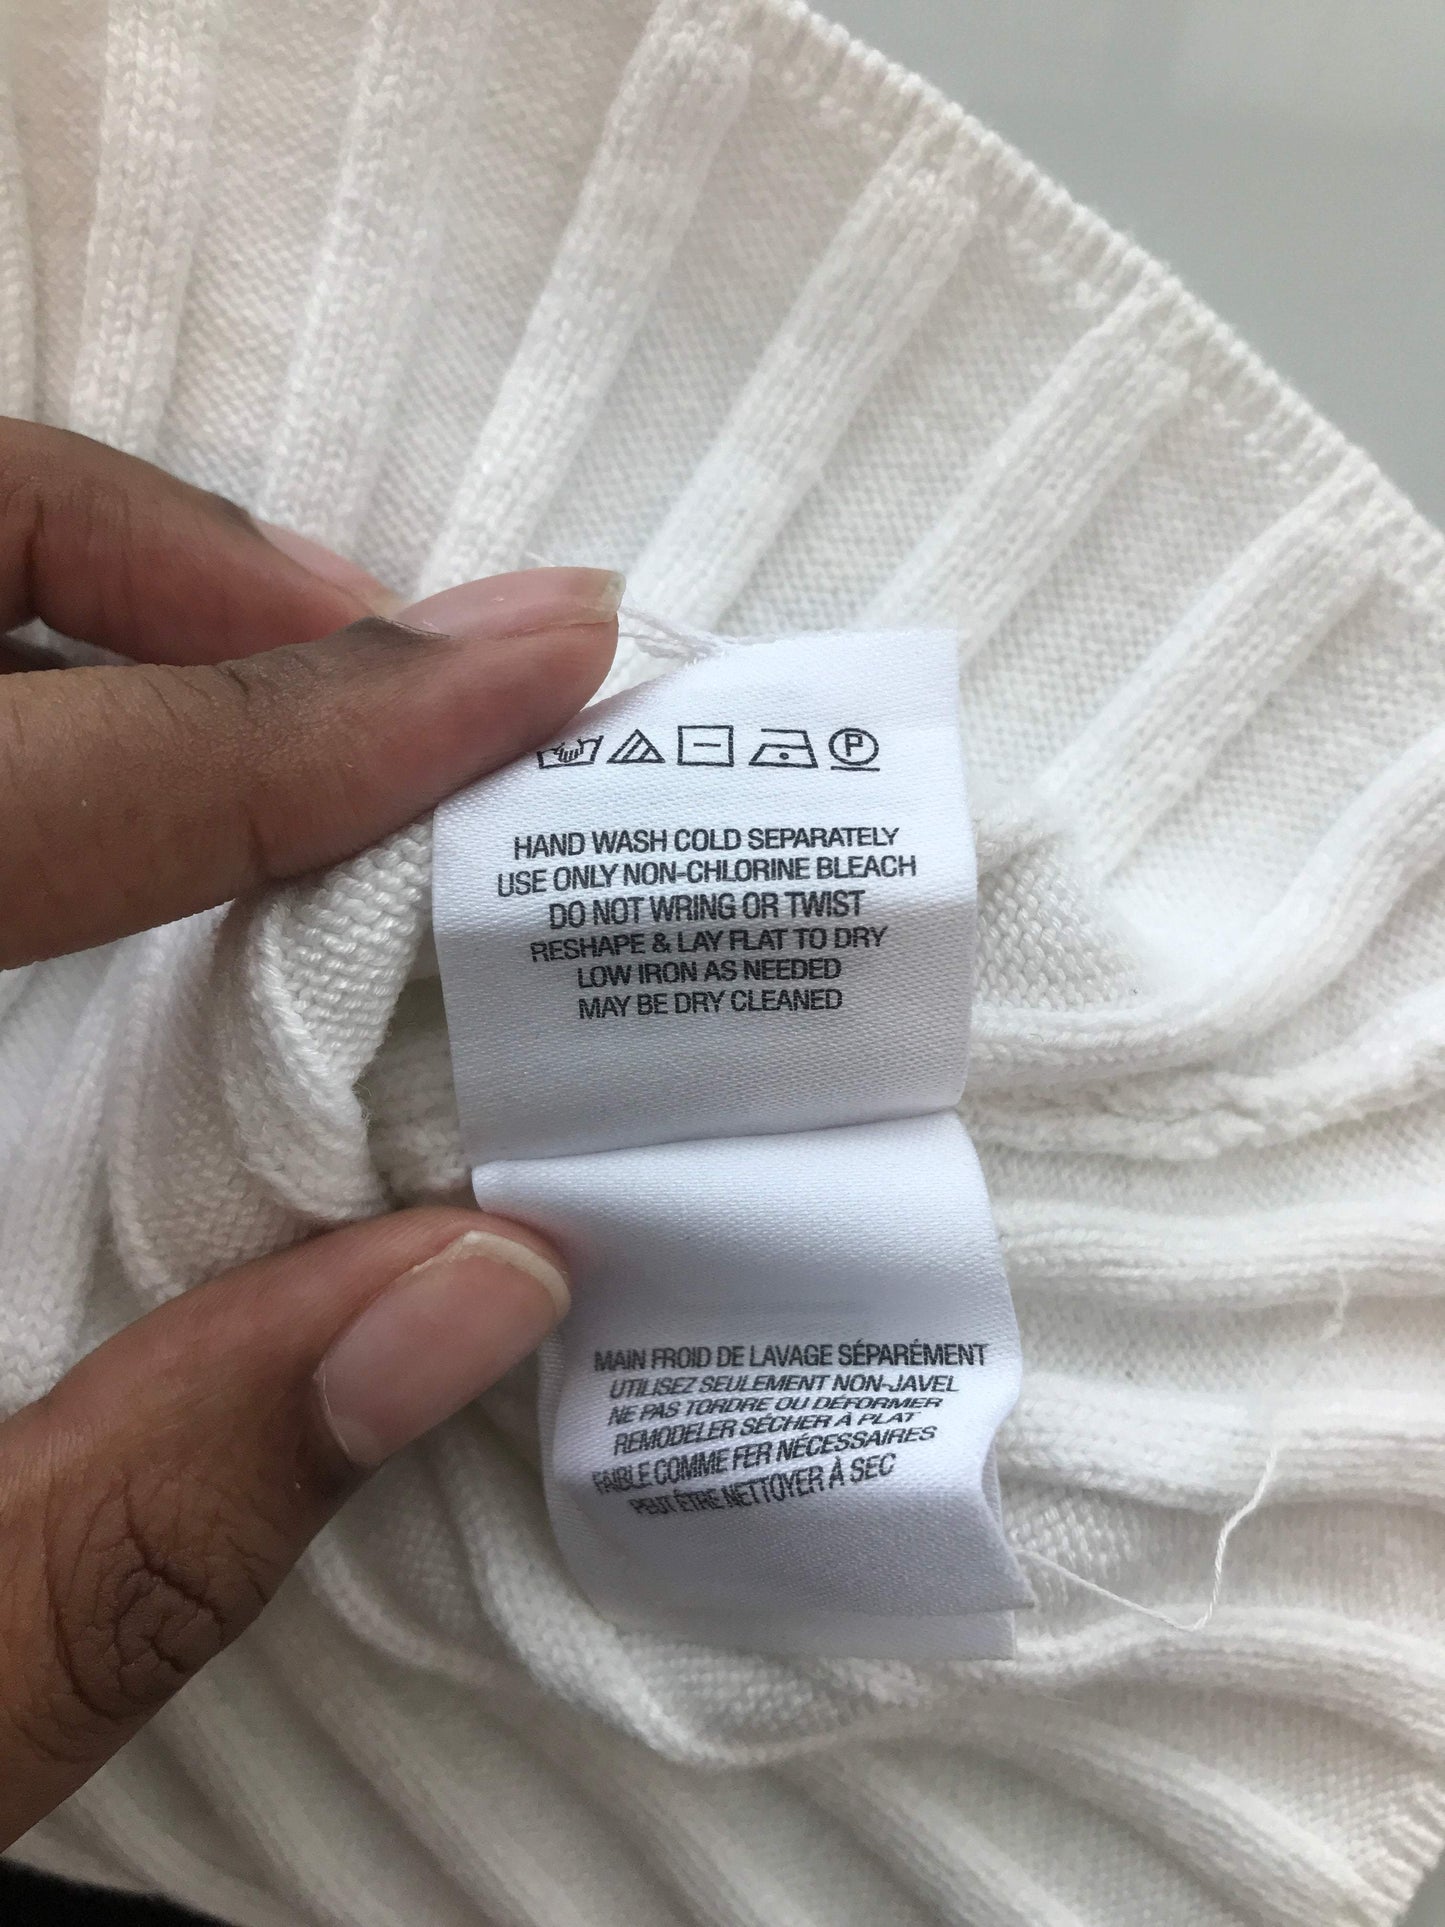 P
HAND WASH COLD SEPARATELY
USE ONLY NON-CHLORINE BLEACH
DO NOT WRING OR TWIST
RESHAPE & LAY FLAT TO DRY
LOW IRON AS NEEDED
MAY BE DRY CLEANED
MAIN FROID DE LAVAGE SÉPARÉMENT
UTILISEZ SEULEMENT NON-JAVEL
NE PAS TORDRE OU DÉFORMER
REMODELER SÉCHER À PLAT
FAIBLE COMME FER NÉCESSAIRES
PEUT ÊTRE NETTOYER À SEC